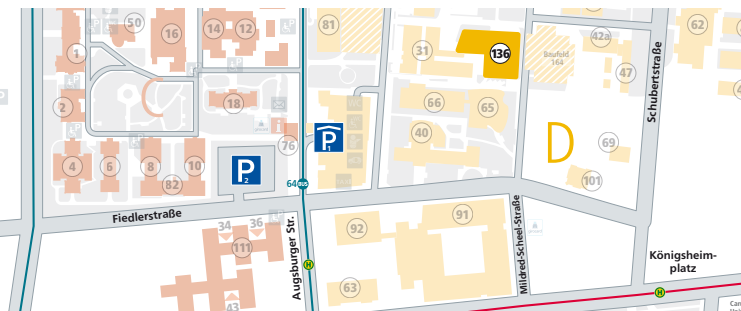 50
16
14
12
81
31
136
Baufeld
164
42a
62
1
47
2
18
66
65
Schubertstraße
40
D
69
76
P
1
4
6
8
10
82
P
2
64
BUS
101
Fiedlerstraße
34
36
111
43
Augsburger Str.
H
92
91
63
Mildred-Scheel-Straße
Königsheim-
platz
H